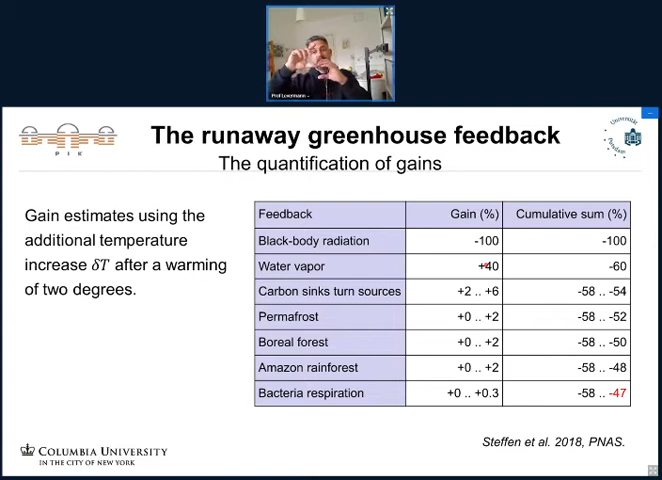 Prof Levermann
The runaway greenhouse feedback
The quantification of gains
PIK
Universität
Potsdam
Gain estimates using the
additional temperature
increase δT after a warming
of two degrees.
Feedback Gain (%) Cumulative sum (%)
Black-body radiation -100 -100
Water vapor +40 -60
Carbon sinks turn sources +2 .. +6 -58 .. -54
Permafrost +0 .. +2 -58 .. -52
Boreal forest +0 .. +2 -58 .. -50
Amazon rainforest +0 .. +2 -58 .. -48
Bacteria respiration +0 .. +0.3 -58 .. -47
Steffen et al. 2018, PNAS.
COLUMBIA UNIVERSITY
IN THE CITY OF NEW YORK